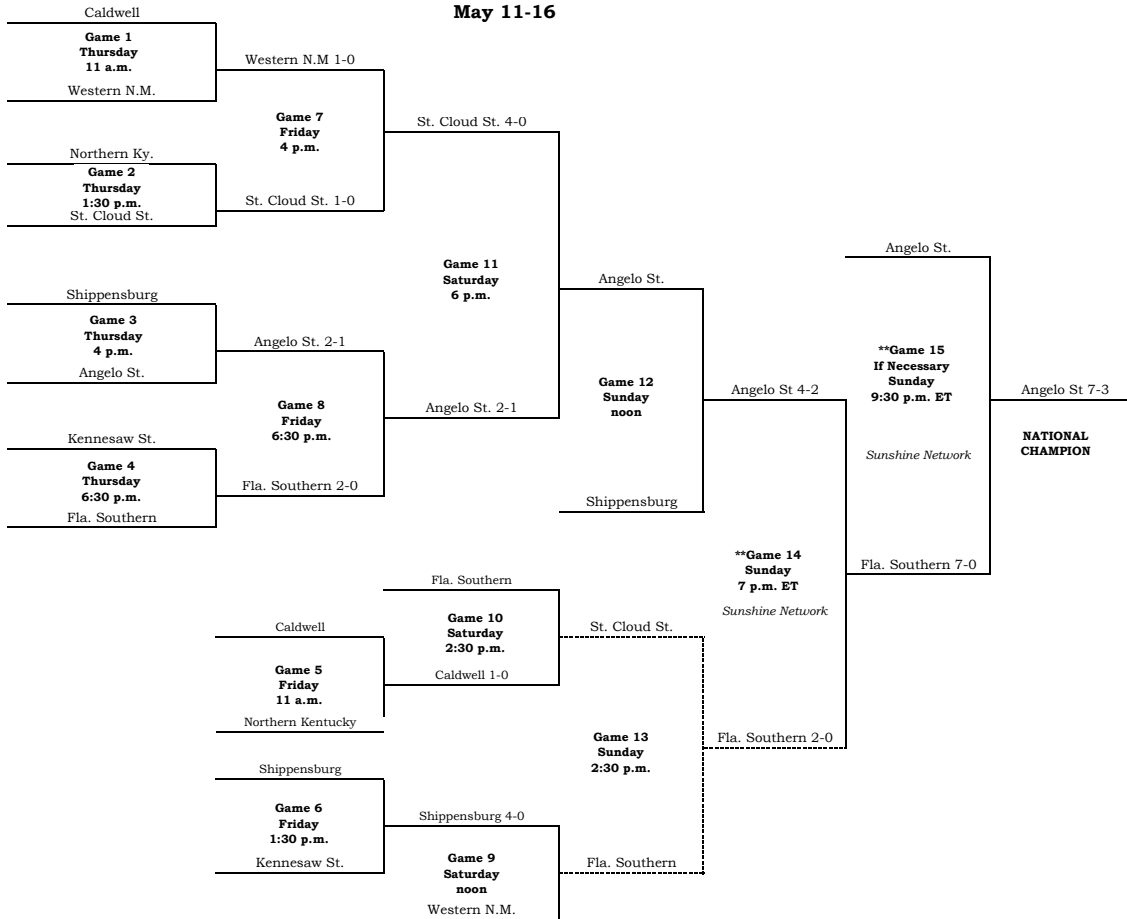 May 11-16
Caldwell
Game 1
Thursday
11 a.m.
Western N.M.
Western N.M 1-0
Northern Ky.
Game 2
Thursday
1:30 p.m.
St. Cloud St.
Game 7
Friday
4 p.m.
St. Cloud St. 1-0
St. Cloud St. 4-0
Shippensburg
Game 3
Thursday
4 p.m.
Angelo St.
Angelo St. 2-1
Kennesaw St.
Game 4
Thursday
6:30 p.m.
Fla. Southern
Game 8
Friday
6:30 p.m.
Fla. Southern 2-0
Angelo St. 2-1
Game 11
Saturday
6 p.m.
Angelo St.
Game 12
Sunday
noon
Shippensburg
Angelo St 4-2
Angelo St.
**Game 15
If Necessary
Sunday
9:30 p.m. ET
Sunshine Network
Angelo St 7-3
NATIONAL
CHAMPION
**Game 14
Sunday
7 p.m. ET
Sunshine Network
Fla. Southern 7-0
Fla. Southern
Game 10
Saturday
2:30 p.m.
Caldwell 1-0
Caldwell
Game 5
Friday
11 a.m.
Northern Kentucky
St. Cloud St.
Game 13
Sunday
2:30 p.m.
Fla. Southern 2-0
Shippensburg
Game 6
Friday
1:30 p.m.
Kennesaw St.
Shippensburg 4-0
Game 9
Saturday
noon
Western N.M.
Fla. Southern